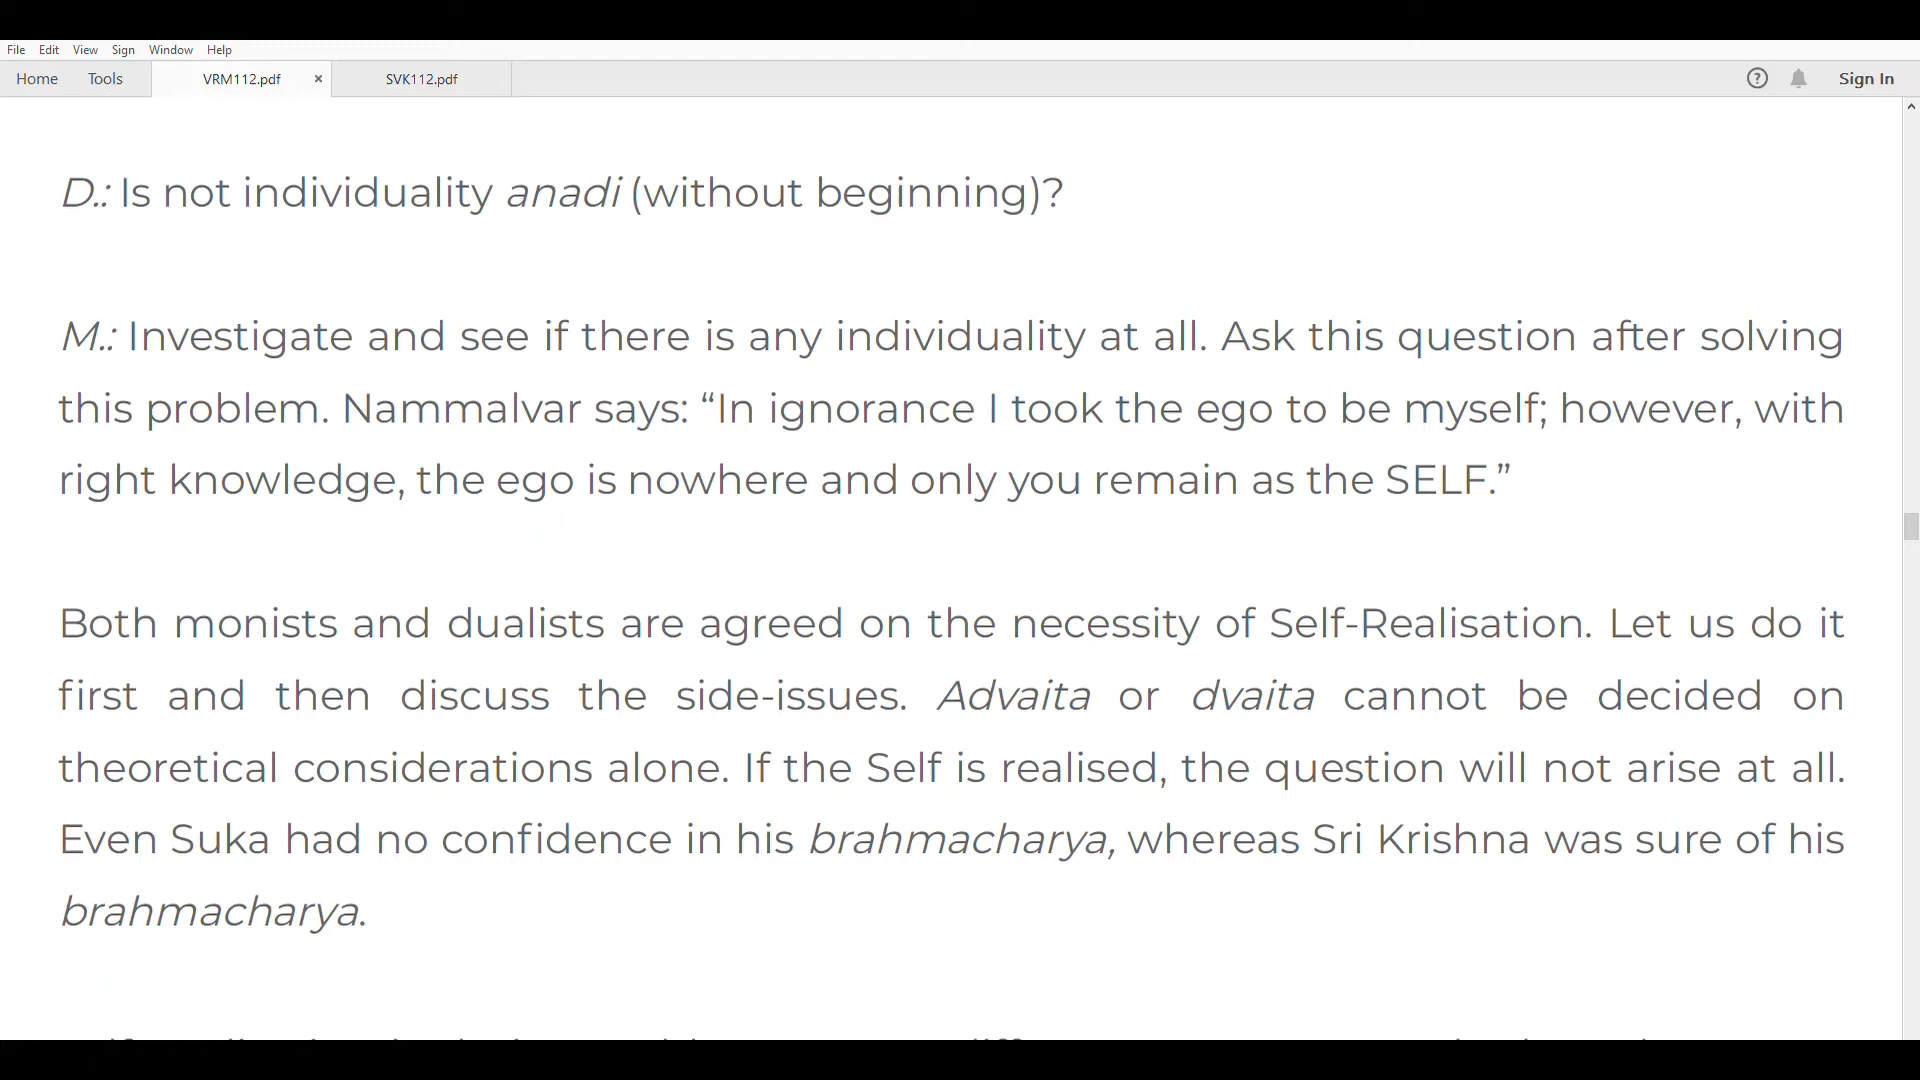 File Edit View Sign Window Help
Home Tools VRM112.pdf × SVK112.pdf ? Sign In
D.: Is not individuality anadi (without beginning)?
M.: Investigate and see if there is any individuality at all. Ask this question after solving
this problem. Nammalvar says: “In ignorance I took the ego to be myself; however, with
right knowledge, the ego is nowhere and only you remain as the SELF.”
Both monists and dualists are agreed on the necessity of Self-Realisation. Let us do it
first and then discuss the side-issues. Advaita or dvaita cannot be decided on
theoretical considerations alone. If the Self is realised, the question will not arise at all.
Even Suka had no confidence in his brahmacharya, whereas Sri Krishna was sure of his
brahmacharya.